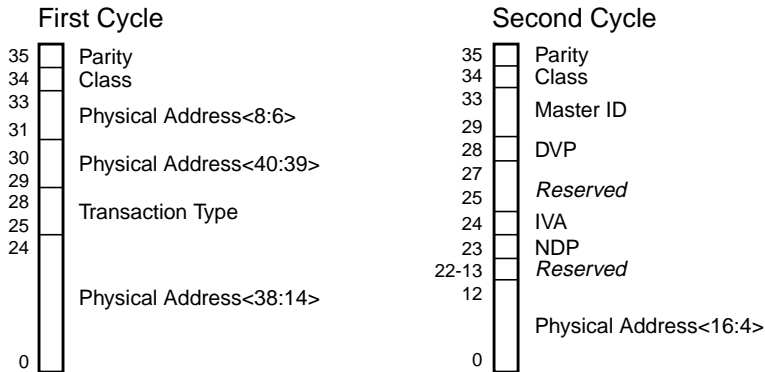 First Cycle
35 Parity
34 Class
33
Physical Address<8:6>
31
30
Physical Address<40:39>
29
28
Transaction Type
25
24
Physical Address<38:14>
0
Second Cycle
35 Parity
34 Class
33
Master ID
29
28 DVP
27
Reserved
25
24 IVA
23 NDP
22-13 Reserved
12
Physical Address<16:4>
0